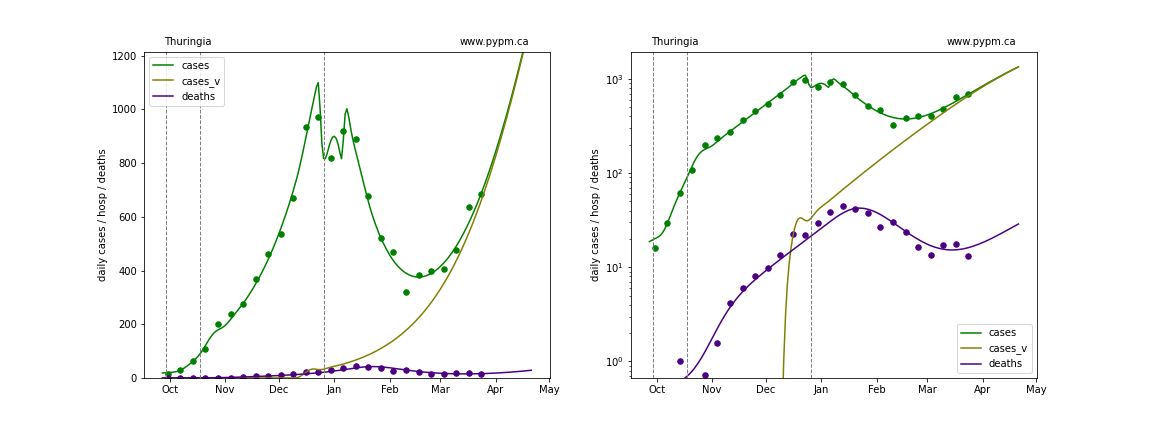 Thuringia www.pypm.ca
1200
1000
800
600
400
200
0
daily cases / hosp / deaths
cases
cases_v
deaths
Oct Nov Dec Jan Feb Mar Apr May
Thuringia www.pypm.ca
10³
10²
10¹
10⁰
daily cases / hosp / deaths
cases
cases_v
deaths
Oct Nov Dec Jan Feb Mar Apr May